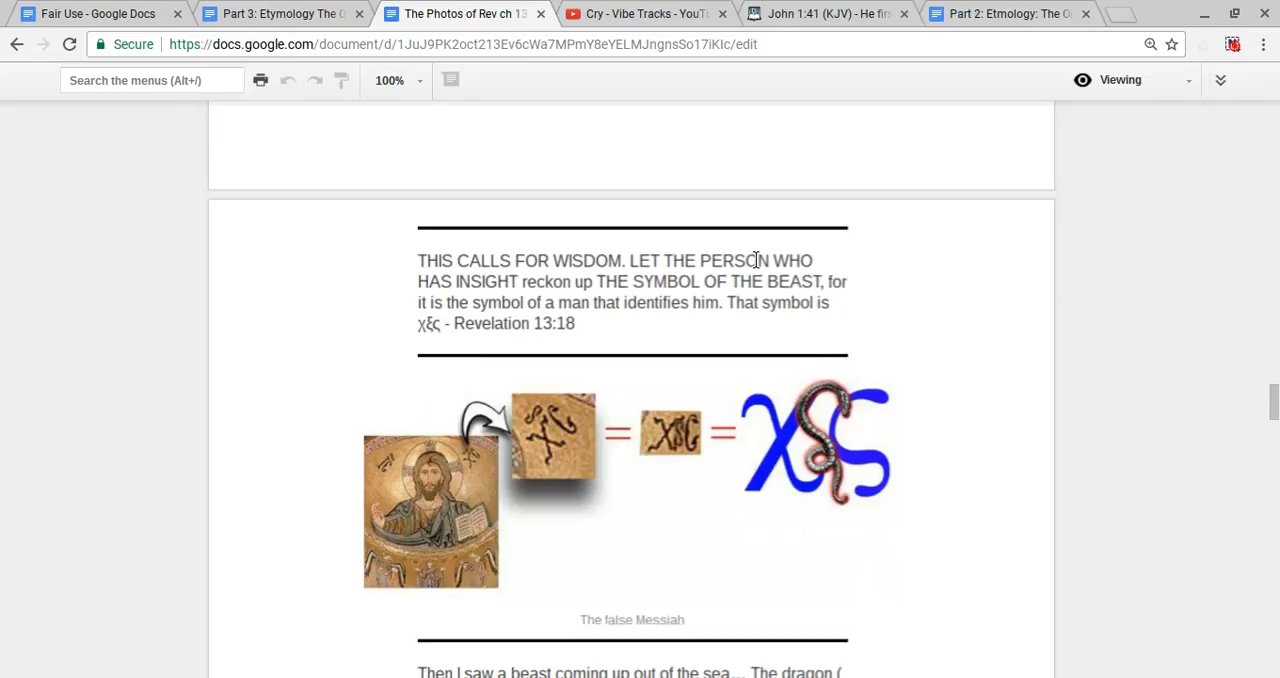 Fair Use - Google Docs
Part 3: Etymology The O
The Photos of Rev ch 13
Cry - Vibe Tracks - YouTu
John 1:41 (KJV) - He firs
Part 2: Etmology: The O
Secure
https://docs.google.com/document/d/1JuJ9PK2oct213Ev6cWa7MPmY8eYELMJngnsSo17iKIc/edit
Search the menus (Alt+/)
100%
Viewing
THIS CALLS FOR WISDOM. LET THE PERSON WHO
HAS INSIGHT reckon up THE SYMBOL OF THE BEAST, for
it is the symbol of a man that identifies him. That symbol is
χξς - Revelation 13:18
= =
χξς
The false Messiah
Then I saw a beast coming up out of the sea... The dragon (